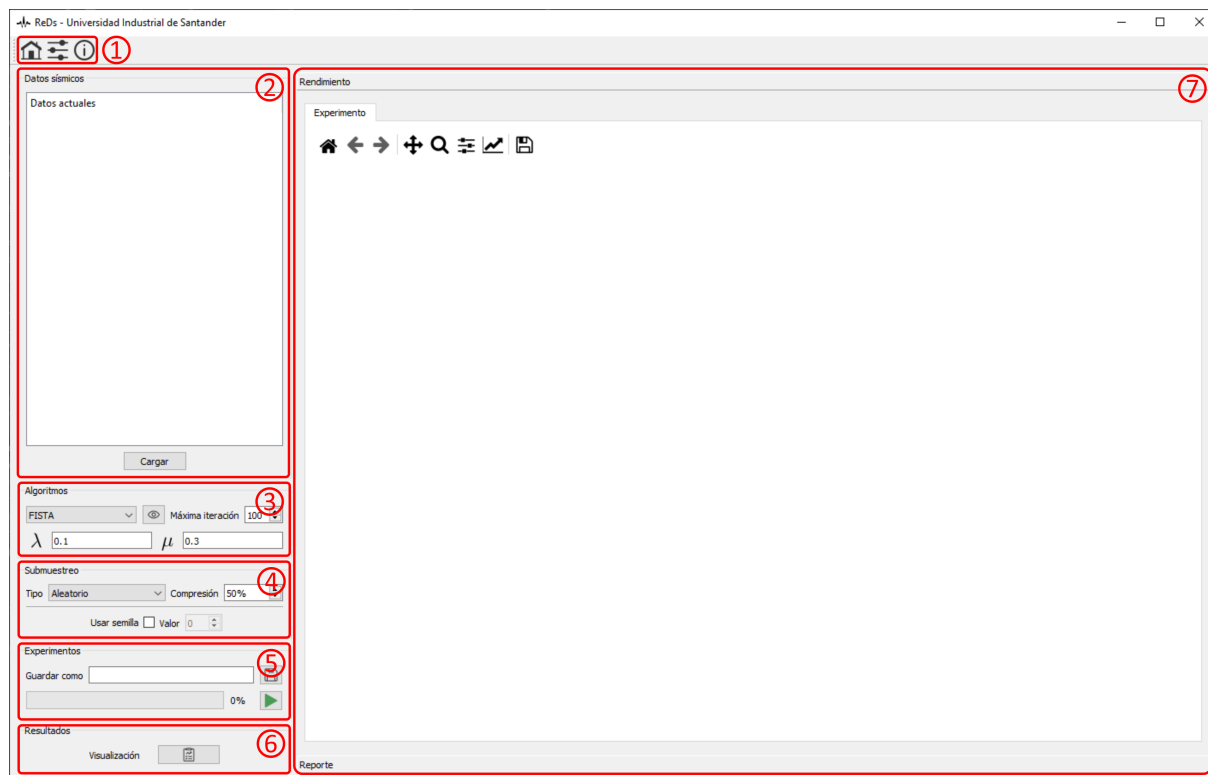 ReDs - Universidad Industrial de Santander
1
Datos sísmicos
2
Datos actuales
Cargar
Algoritmos
3
FISTA
Máxima iteración 100
λ 0.1 μ 0.3
Submuestreo
4
Tipo Aleatorio Compresión 50%
Usar semilla Valor 0
Experimentos
5
Guardar como
0%
Resultados
6
Visualización
Rendimiento
7
Experimento
Reporte